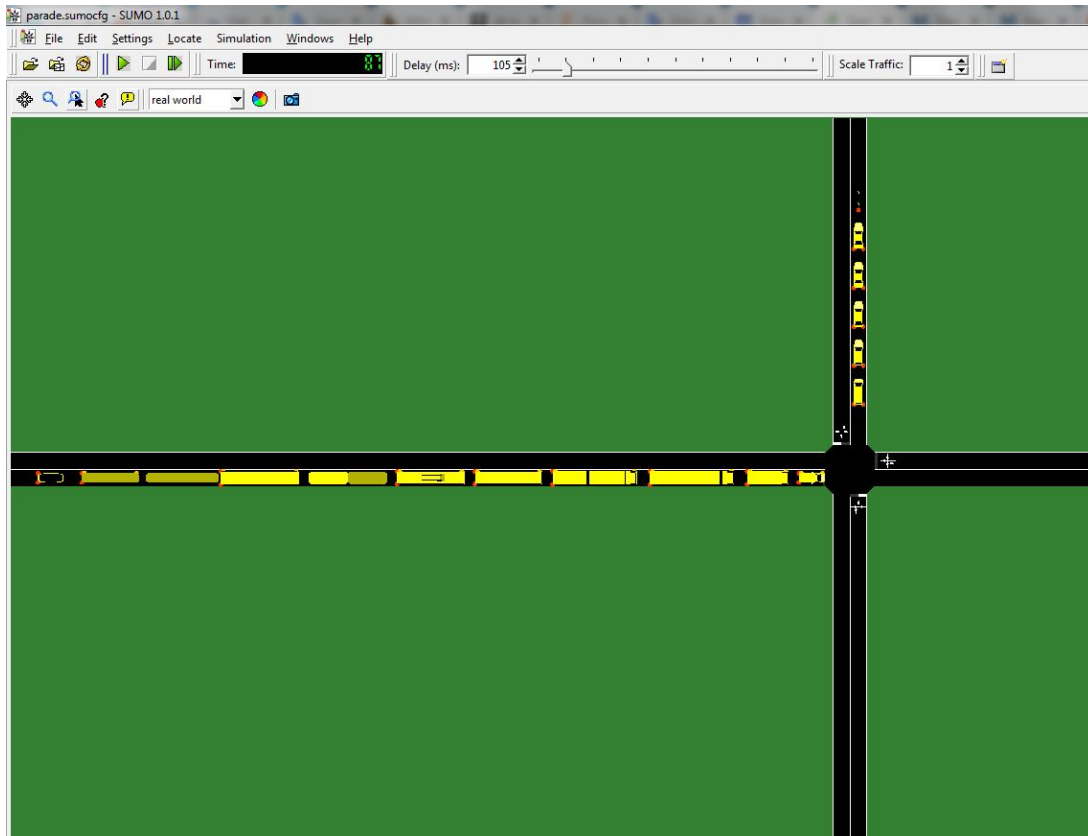 parade.sumocfg - SUMO 1.0.1
File Edit Settings Locate Simulation Windows Help
Time: 87 Delay (ms): 105 Scale Traffic: 1
real world